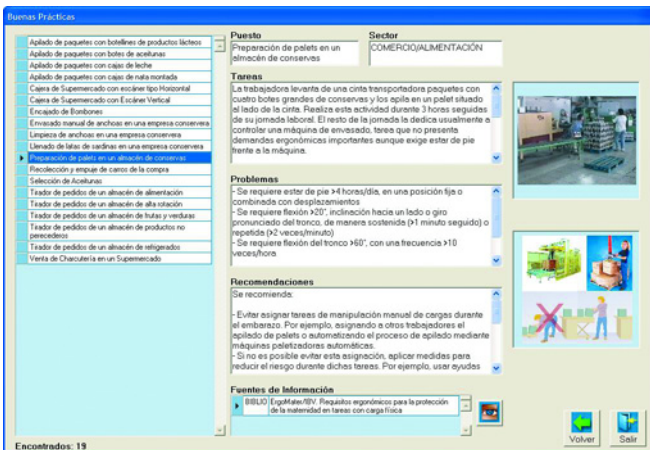 Buenas Prácticas
Apilado de paquetes con botellines de productos lácteos
Apilado de paquetes con botes de aceitunas
Apilado de paquetes con cajas de leche
Apilado de paquetes con cajas de nata montada
Cajera de Supermercado con escáner tipo Horizontal
Cajera de Supermercado con Escáner Vertical
Encajado de Bombones
Envasado manual de anchoas en una empresa conservera
Limpieza de anchoas en una empresa conservera
Llenado de latas de sardinas en una empresa conservera
Preparación de palets en un almacén de conservas
Recolección y empuje de carros de la compra
Selección de Aceitunas
Tirador de pedidos de un almacén de alimentación
Tirador de pedidos de un almacén de alta rotación
Tirador de pedidos de un almacén de frutas y verduras
Tirador de pedidos de un almacén de productos no
perecederos
Tirador de pedidos de un almacén de refrigerados
Venta de Charcutería en un Supermercado
Encontrados: 19
Puesto
Preparación de palets en un
almacén de conservas
Sector
COMERCIO/ALIMENTACIÓN
Tareas
La trabajadora levanta de una cinta transportadora paquetes con
cuatro botes grandes de conservas y los apila en un palet situado
al lado de la cinta. Realiza esta actividad durante 3 horas seguidas
de su jornada laboral. El resto de la jornada la dedica usualmente a
controlar una máquina de envasado, tarea que no presenta
demandas ergonómicas importantes aunque exige estar de pie
frente a la máquina.
Problemas
- Se requiere estar de pie >4 horas/día, en una posición fija o
combinada con desplazamientos
- Se requiere flexión >20°, inclinación hacia un lado o giro
pronunciado del tronco, de manera sostenida (>1 minuto seguido) o
repetida (>2 veces/minuto)
- Se requiere flexión del tronco >60°, con una frecuencia >10
veces/hora
Recomendaciones
Se recomienda:
- Evitar asignar tareas de manipulación manual de cargas durante
el embarazo. Por ejemplo, asignando a otros trabajadores el
apilado de palets o automatizando el proceso de apilado mediante
máquinas paletizadoras automáticas.
- Si no es posible evitar esta asignación, aplicar medidas para
reducir el riesgo durante dichas tareas. Por ejemplo, usar ayudas
Fuentes de Información
BIBLIO ErgoMater/IBV. Requisitos ergonómicos para la protección
de la maternidad en tareas con carga física
Volver
Salir